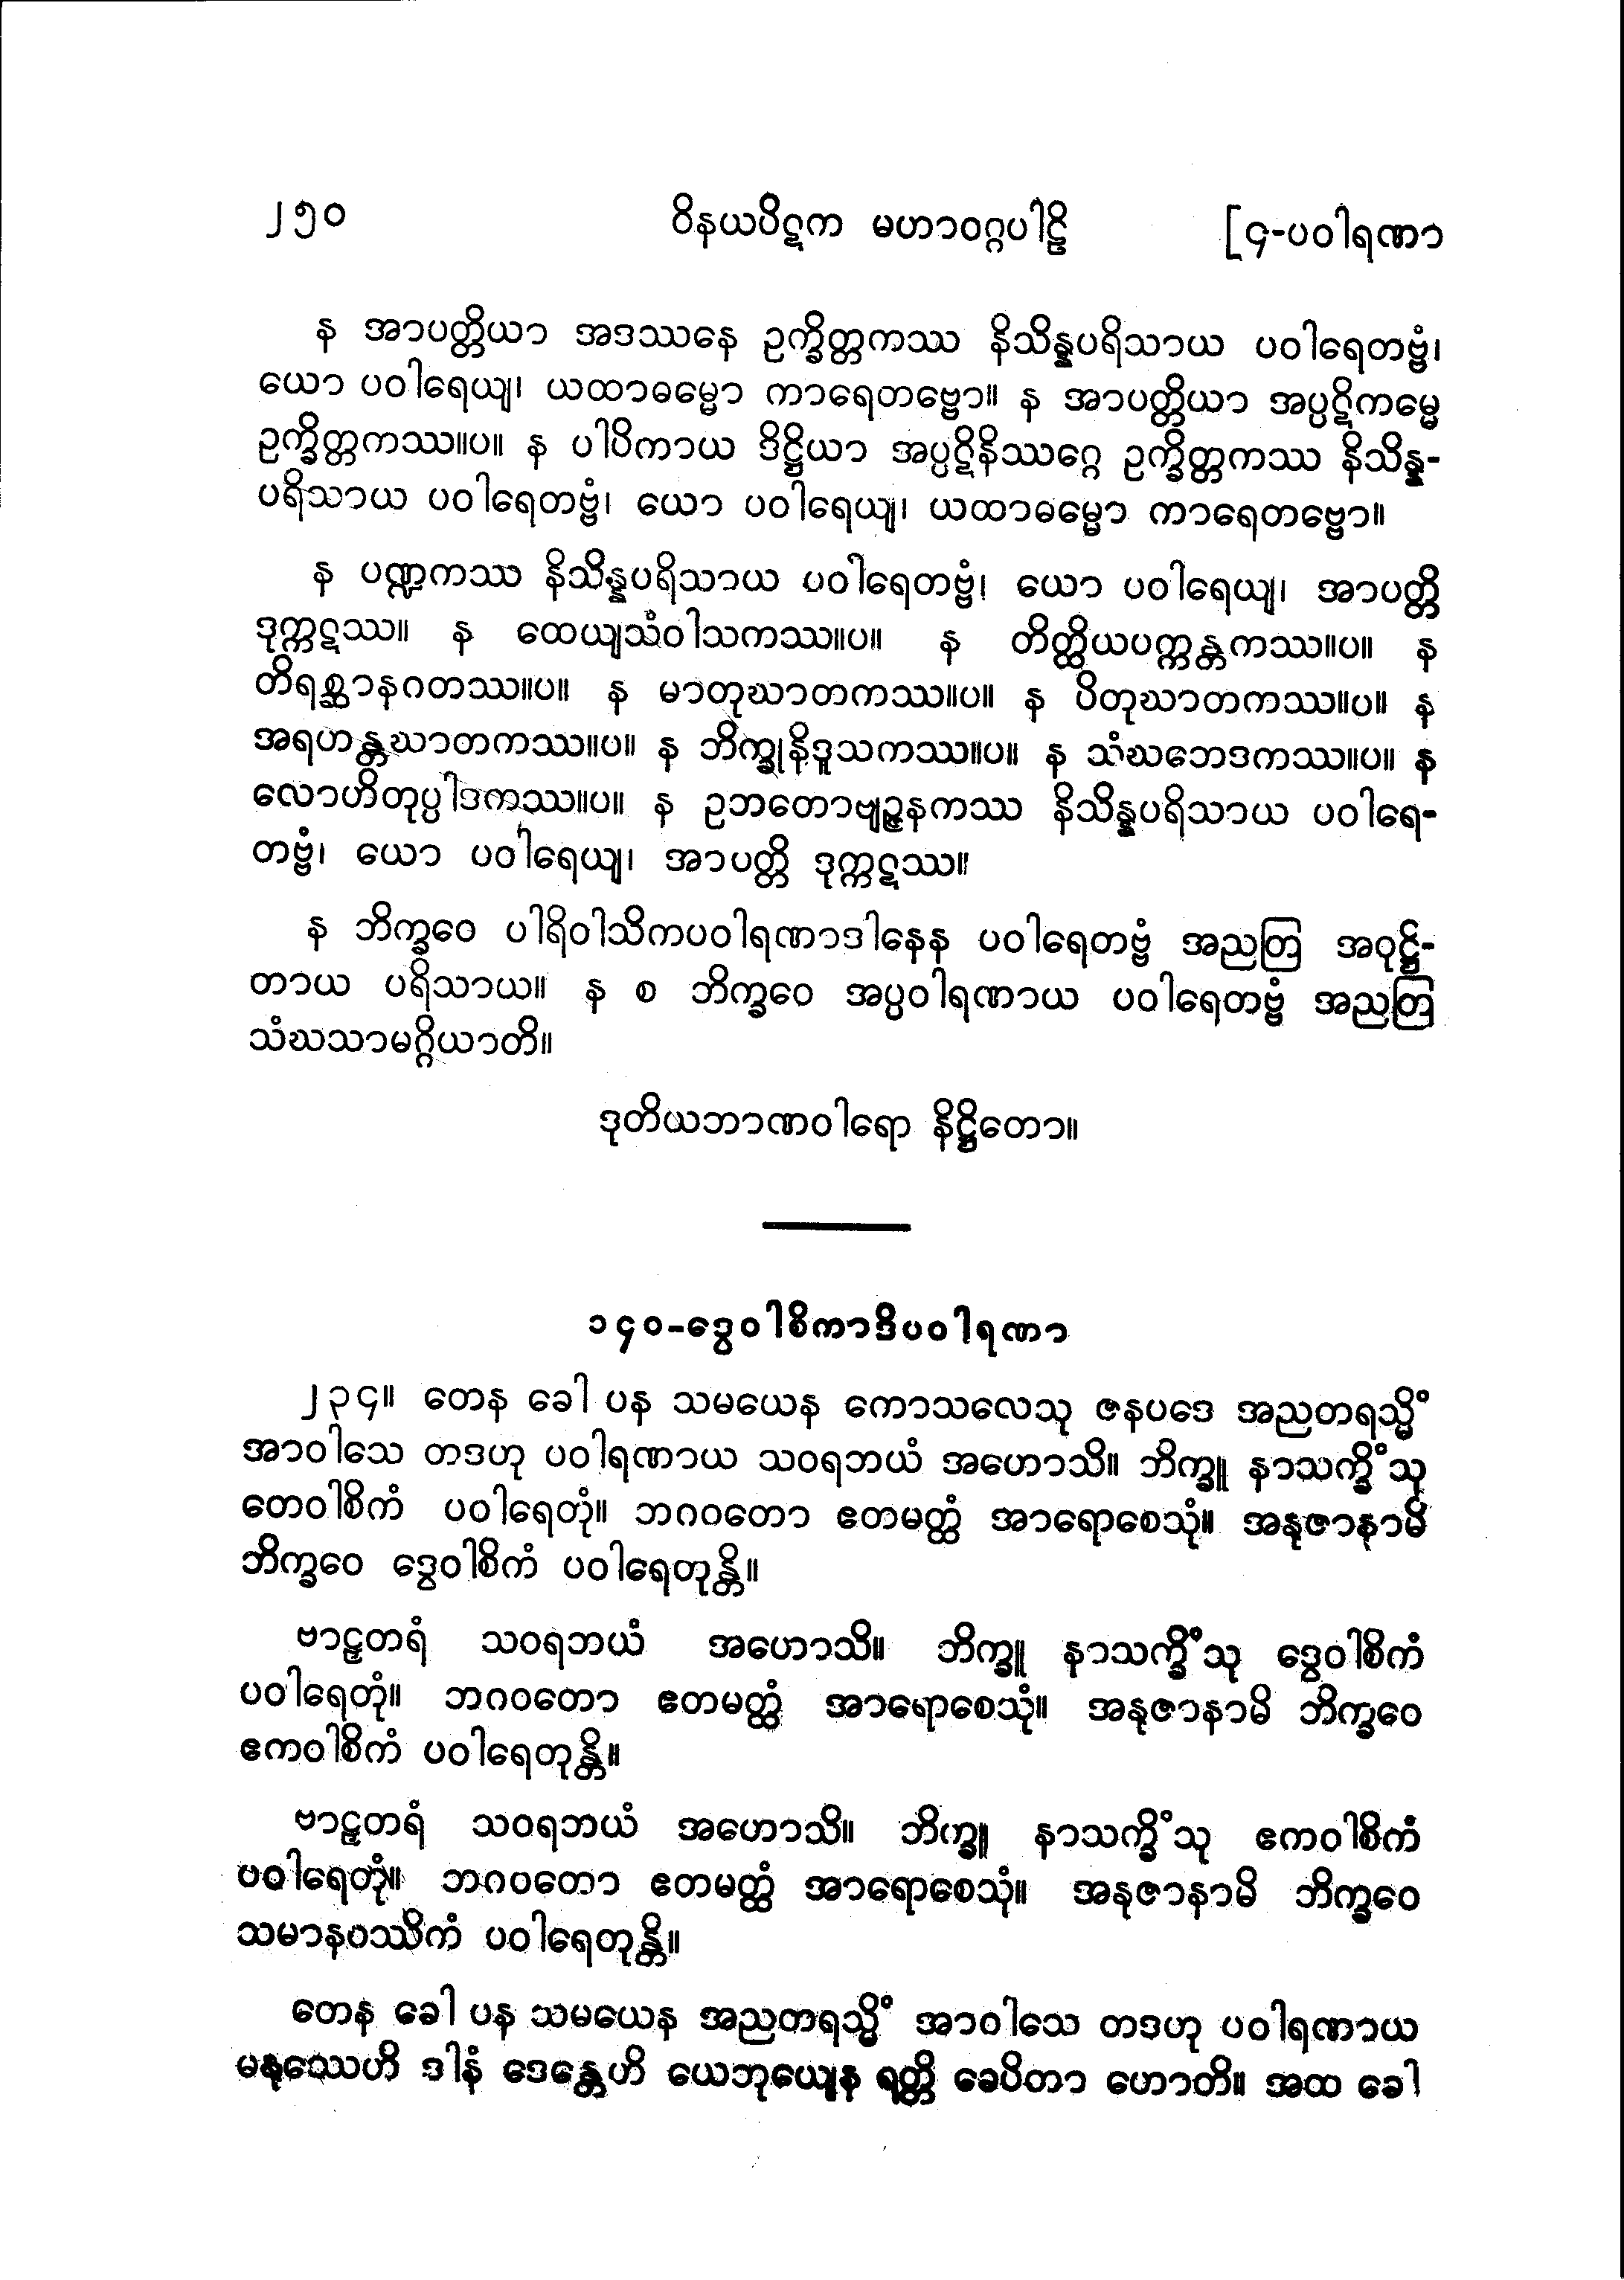 ၂၅၀ ဝိနယပိဋက မဟာဝဂ္ဂပါဠိ [၄-ပဝါရဏာ
န အာပတ္တိယာ အဒဿနေ ဥက္ခိတ္တကဿ နိသိန္နပရိသာယ ပဝါရေတဗ္ဗံ၊
ယော ပဝါရေယျ၊ ယထာဓမ္မော ကာရေတဗ္ဗော။ န အာပတ္တိယာ အပ္ပဋိကမ္မေ
ဥက္ခိတ္တကဿ။ပ။ န ပါပိကာယ ဒိဋ္ဌိယာ အပ္ပဋိနိဿဂ္ဂေ ဥက္ခိတ္တကဿ နိသိန္န-
ပရိသာယ ပဝါရေတဗ္ဗံ၊ ယော ပဝါရေယျ၊ ယထာဓမ္မော ကာရေတဗ္ဗော။
န ပဏ္ဍကဿ နိသိန္နပရိသာယ ပဝါရေတဗ္ဗံ၊ ယော ပဝါရေယျ၊ အာပတ္တိ
ဒုက္ကဋဿ။ န ထေယျသံဝါသကဿ။ပ။ န တိတ္ထိယပက္ကန္တကဿ။ပ။ န
တိရစ္ဆာနဂတဿ။ပ။ န မာတုဃာတကဿ။ပ။ န ပိတုဃာတကဿ။ပ။ န
အရဟန္တဃာတကဿ။ပ။ န ဘိက္ခုနိဒူသကဿ။ပ။ န သံဃဘေဒကဿ။ပ။ န
လောဟိတုပ္ပါဒကဿ။ပ။ န ဥဘတောဗျဉ္ဇနကဿ နိသိန္နပရိသာယ ပဝါရေ-
တဗ္ဗံ၊ ယော ပဝါရေယျ၊ အာပတ္တိ ဒုက္ကဋဿ။
န ဘိက္ခဝေ ပါရိဝါသိကပဝါရဏာဒါနေန ပဝါရေတဗ္ဗံ အညတြ အဝုဋ္ဌိ-
တာယ ပရိသာယ။ န စ ဘိက္ခဝေ အပ္ပဝါရဏာယ ပဝါရေတဗ္ဗံ အညတြ
သံဃသာမဂ္ဂိယာတိ။
ဒုတိယဘာဏဝါရော နိဋ္ဌိတော။
၁၄၀-ဒွေဝါစိကာဒိပဝါရဏာ
၂၃၄။ တေန ခေါ ပန သမယေန ကောသလေသု ဇနပဒေ အညတရသ္မိံ
အာဝါသေ တဒဟု ပဝါရဏာယ သဝရဘယံ အဟောသိ။ ဘိက္ခူ နာသက္ခိံသု
တေဝါစိကံ ပဝါရေတုံ။ ဘဂဝတော ဧတမတ္ထံ အာရောစေသုံ။ အနုဇာနာမိ
ဘိက္ခဝေ ဒွေဝါစိကံ ပဝါရေတုန္တိ။
ဗာဠှတရံ သဝရဘယံ အဟောသိ။ ဘိက္ခူ နာသက္ခိံသု ဒွေဝါစိကံ
ပဝါရေတုံ။ ဘဂဝတော ဧတမတ္ထံ အာရောစေသုံ။ အနုဇာနာမိ ဘိက္ခဝေ
ဧကဝါစိကံ ပဝါရေတုန္တိ။
ဗာဠှတရံ သဝရဘယံ အဟောသိ။ ဘိက္ခူ နာသက္ခိံသု ဧကဝါစိကံ
ပဝါရေတုံ။ ဘဂဝတော ဧတမတ္ထံ အာရောစေသုံ။ အနုဇာနာမိ ဘိက္ခဝေ
သမာနဝဿိကံ ပဝါရေတုန္တိ။
တေန ခေါ ပန သမယေန အညတရသ္မိံ အာဝါသေ တဒဟု ပဝါရဏာယ
မနုဿေဟိ ဒါနံ ဒေန္တေဟိ ယေဘုယျေန ရတ္တိ ခေပိတာ ဟောတိ။ အထ ခေါ